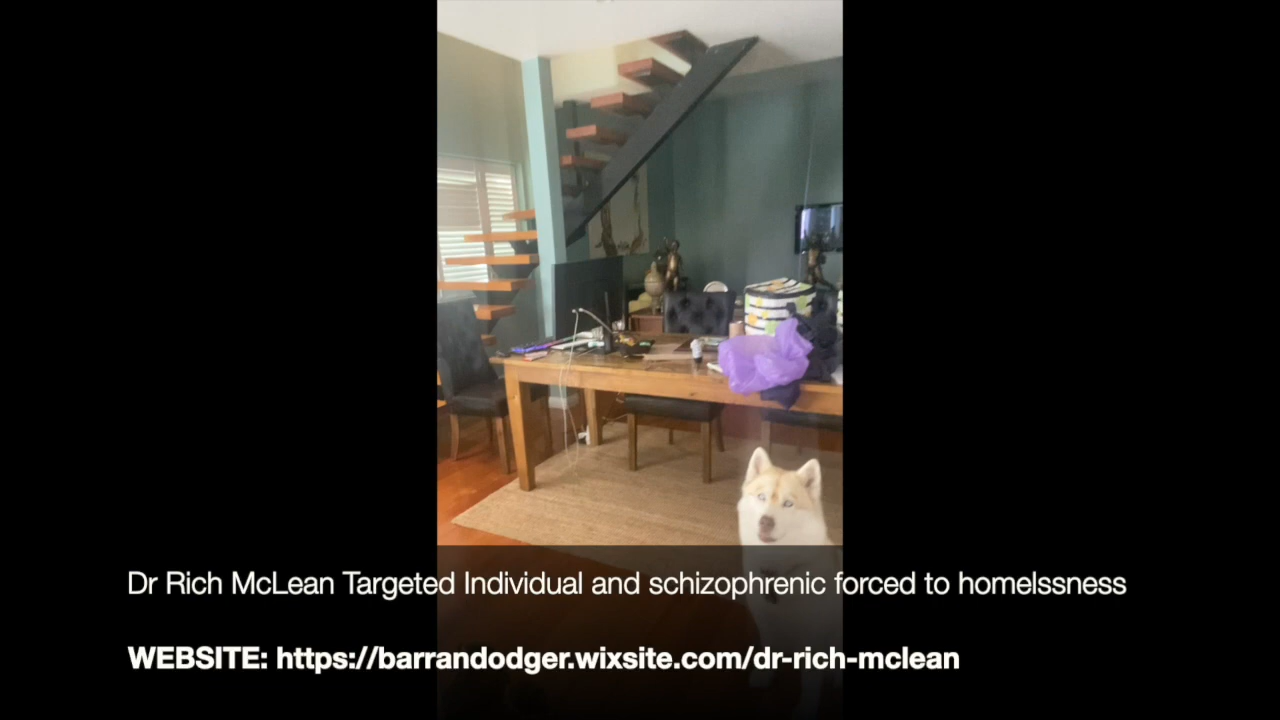 Dr Rich McLean Targeted Individual and schizophrenic forced to homelssness
WEBSITE: https://barrandodger.wixsite.com/dr-rich-mclean